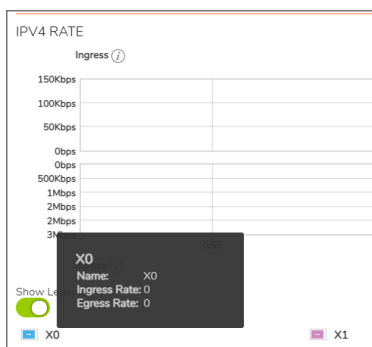 IPV4 RATE
Ingress
150Kbps
100Kbps
50Kbps
0bps
0bps
500Kbps
1Mbps
2Mbps
2Mbps
X0
Name: X0
Ingress Rate: 0
Egress Rate: 0
Show
X0 X1